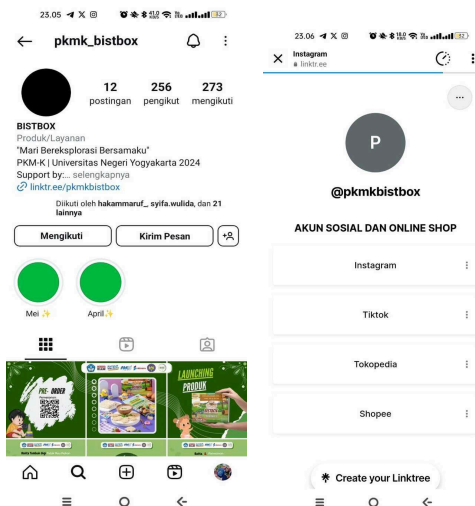 23.05
82
pkmk_bistbox
12
256
273
postingan
pengikut
mengikuti
BISTBOX
Produk/Layanan
"Mari Bereksplorasi Bersamaku"
PKM-K | Universitas Negeri Yogyakarta 2024
Support by:... selengkapnya
linktr.ee/pkmkbistbox
Diikuti oleh hakammaruf_, syifa.wulida, dan 21
lainnya
Mengikuti
Kirim Pesan
Mei ✨
April ✨
PRE-ORDER
LAUNCHING
PRODUK
23.06
82
Instagram
linktr.ee
P
@pkmkbistbox
AKUN SOSIAL DAN ONLINE SHOP
Instagram
Tiktok
Tokopedia
Shopee
Create your Linktree